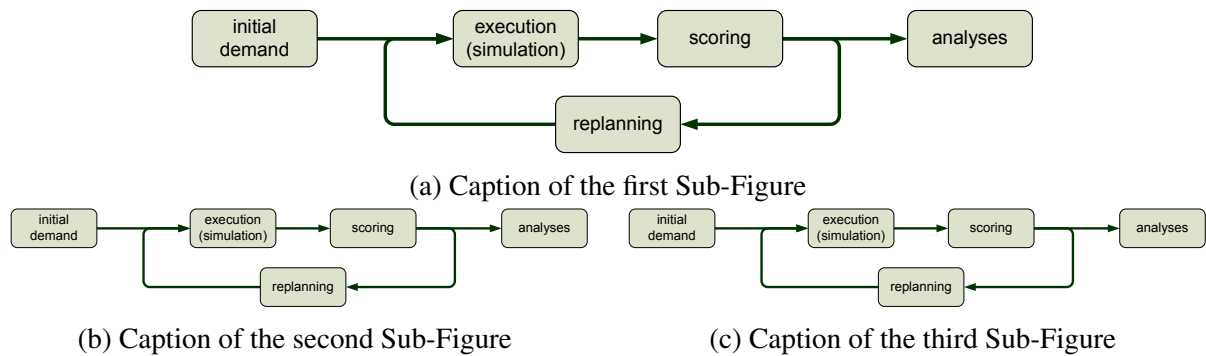 initial
demand
execution
(simulation)
scoring
analyses
replanning
(a) Caption of the first Sub-Figure
initial
demand
execution
(simulation)
scoring
analyses
replanning
(b) Caption of the second Sub-Figure
initial
demand
execution
(simulation)
scoring
analyses
replanning
(c) Caption of the third Sub-Figure